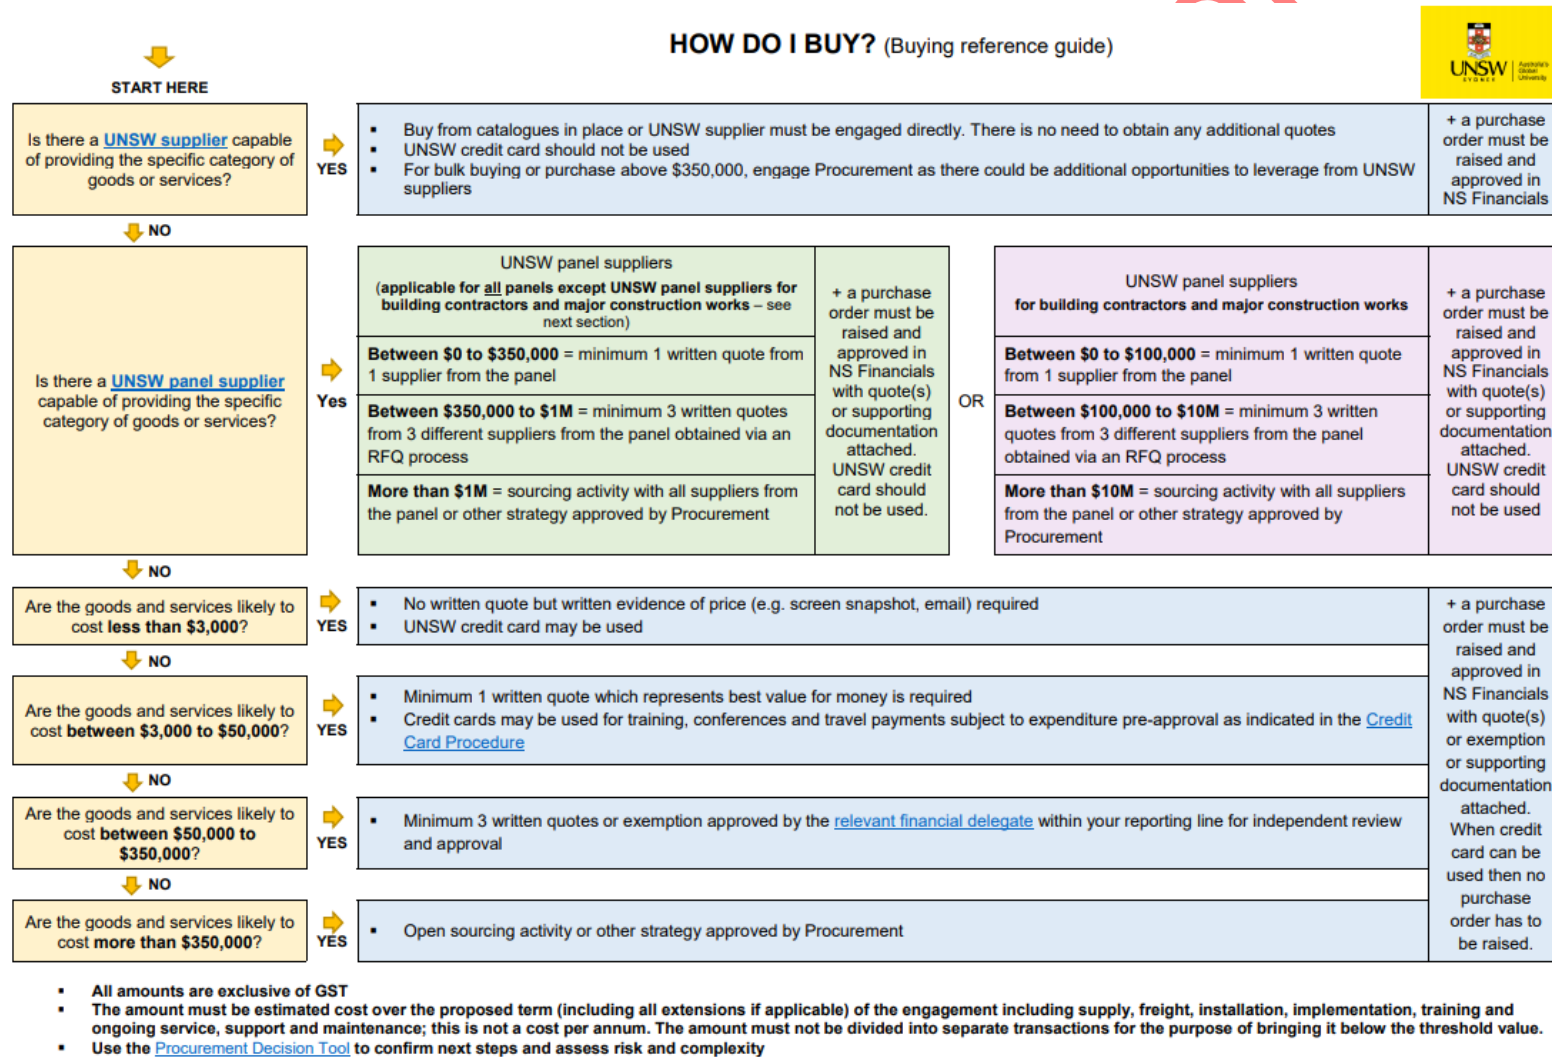 HOW DO I BUY? (Buying reference guide)
UNSW
SYDNEY
Australia's
Global
University
START HERE
Is there a UNSW supplier capable
of providing the specific category of
goods or services?
YES
▪ Buy from catalogues in place or UNSW supplier must be engaged directly. There is no need to obtain any additional quotes
▪ UNSW credit card should not be used
▪ For bulk buying or purchase above $350,000, engage Procurement as there could be additional opportunities to leverage from UNSW
suppliers
+ a purchase
order must be
raised and
approved in
NS Financials
NO
Is there a UNSW panel supplier
capable of providing the specific
category of goods or services?
Yes
UNSW panel suppliers
(applicable for all panels except UNSW panel suppliers for
building contractors and major construction works – see
next section)
Between $0 to $350,000 = minimum 1 written quote from
1 supplier from the panel
Between $350,000 to $1M = minimum 3 written quotes
from 3 different suppliers from the panel obtained via an
RFQ process
More than $1M = sourcing activity with all suppliers from
the panel or other strategy approved by Procurement
+ a purchase
order must be
raised and
approved in
NS Financials
with quote(s)
or supporting
documentation
attached.
UNSW credit
card should
not be used.
OR
UNSW panel suppliers
for building contractors and major construction works
Between $0 to $100,000 = minimum 1 written quote
from 1 supplier from the panel
Between $100,000 to $10M = minimum 3 written
quotes from 3 different suppliers from the panel
obtained via an RFQ process
More than $10M = sourcing activity with all suppliers
from the panel or other strategy approved by
Procurement
+ a purchase
order must be
raised and
approved in
NS Financials
with quote(s)
or supporting
documentation
attached.
UNSW credit
card should
not be used
NO
Are the goods and services likely to
cost less than $3,000?
YES
▪ No written quote but written evidence of price (e.g. screen snapshot, email) required
▪ UNSW credit card may be used
NO
Are the goods and services likely to
cost between $3,000 to $50,000?
YES
▪ Minimum 1 written quote which represents best value for money is required
▪ Credit cards may be used for training, conferences and travel payments subject to expenditure pre-approval as indicated in the Credit
Card Procedure
NO
Are the goods and services likely to
cost between $50,000 to
$350,000?
YES
▪ Minimum 3 written quotes or exemption approved by the relevant financial delegate within your reporting line for independent review
and approval
NO
Are the goods and services likely to
cost more than $350,000?
YES
▪ Open sourcing activity or other strategy approved by Procurement
+ a purchase
order must be
raised and
approved in
NS Financials
with quote(s)
or exemption
or supporting
documentation
attached.
When credit
card can be
used then no
purchase
order has to
be raised.
▪ All amounts are exclusive of GST
▪ The amount must be estimated cost over the proposed term (including all extensions if applicable) of the engagement including supply, freight, installation, implementation, training and
ongoing service, support and maintenance; this is not a cost per annum. The amount must not be divided into separate transactions for the purpose of bringing it below the threshold value.
▪ Use the Procurement Decision Tool to confirm next steps and assess risk and complexity